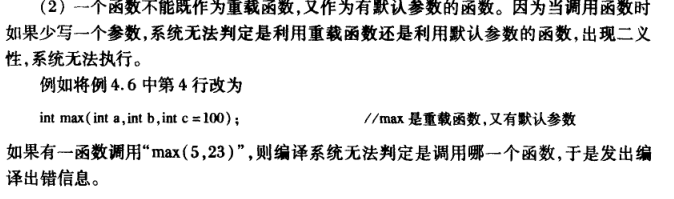 (2) 一个函数不能既作为重载函数,又作为有默认参数的函数。因为当调用函数时
如果少写一个参数,系统无法判定是利用重载函数还是利用默认参数的函数,出现二义
性,系统无法执行。
例如将例 4.6 中第 4 行改为
int max(int a,int b,int c=100); //max 是重载函数,又有默认参数
如果有一函数调用“max(5,23)”,则编译系统无法判定是调用哪一个函数,于是发出编
译出错信息。